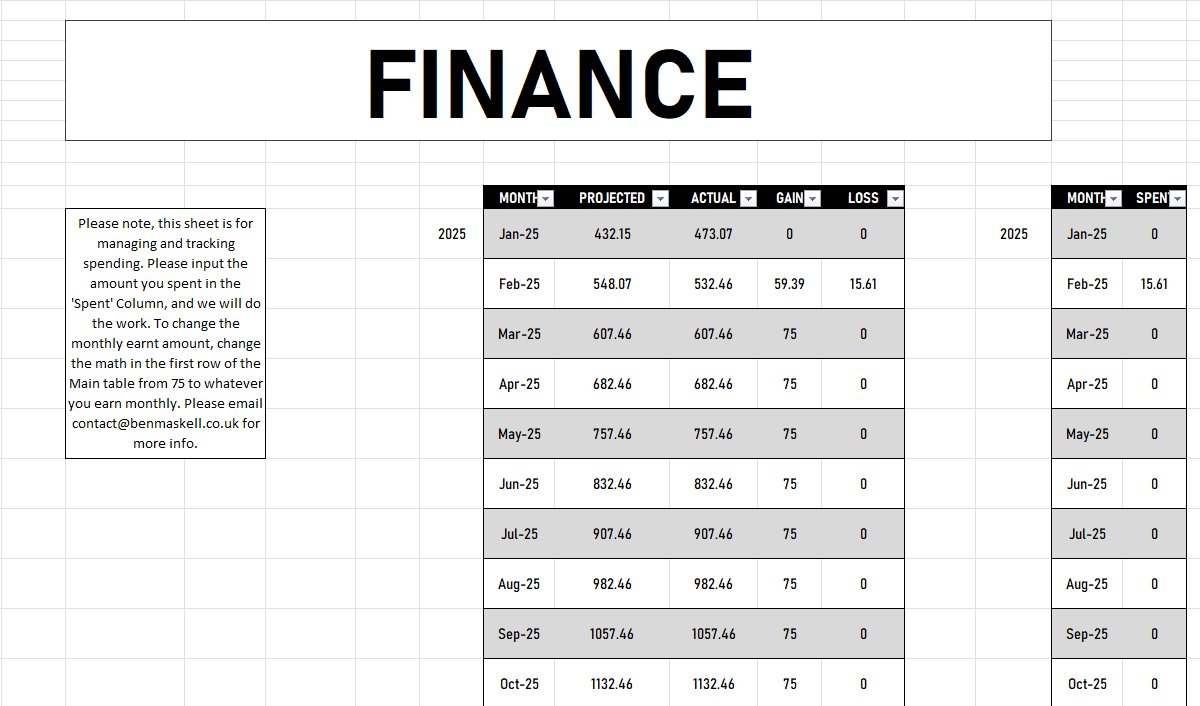 FINANCE
MONTH PROJECTED ACTUAL GAIN LOSS
MONTH SPENT
Please note, this sheet is for
managing and tracking
spending. Please input the
amount you spent in the
'Spent' Column, and we will do
the work. To change the
monthly earnt amount, change
the math in the first row of the
Main table from 75 to whatever
you earn monthly. Please email
contact@benmaskell.co.uk for
more info.
2025 Jan-25 432.15 473.07 0 0
Feb-25 548.07 532.46 59.39 15.61
Mar-25 607.46 607.46 75 0
Apr-25 682.46 682.46 75 0
May-25 757.46 757.46 75 0
Jun-25 832.46 832.46 75 0
Jul-25 907.46 907.46 75 0
Aug-25 982.46 982.46 75 0
Sep-25 1057.46 1057.46 75 0
Oct-25 1132.46 1132.46 75 0
2025 Jan-25 0
Feb-25 15.61
Mar-25 0
Apr-25 0
May-25 0
Jun-25 0
Jul-25 0
Aug-25 0
Sep-25 0
Oct-25 0